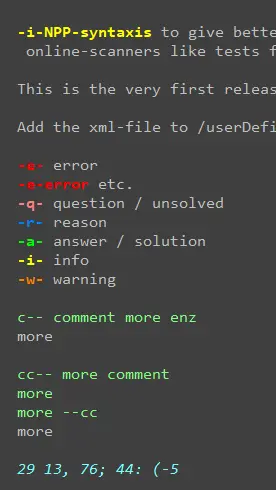 -i-NPP-syntaxis to give bette
online-scanners like tests f
This is the very first releas
Add the xml-file to /userDefi
-e- error
-e-error etc.
-q- question / unsolved
-r- reason
-a- answer / solution
-i- info
-w- warning
c-- comment more enz
more
cc-- more comment
more
more --cc
more
29 13, 76; 44: (-5